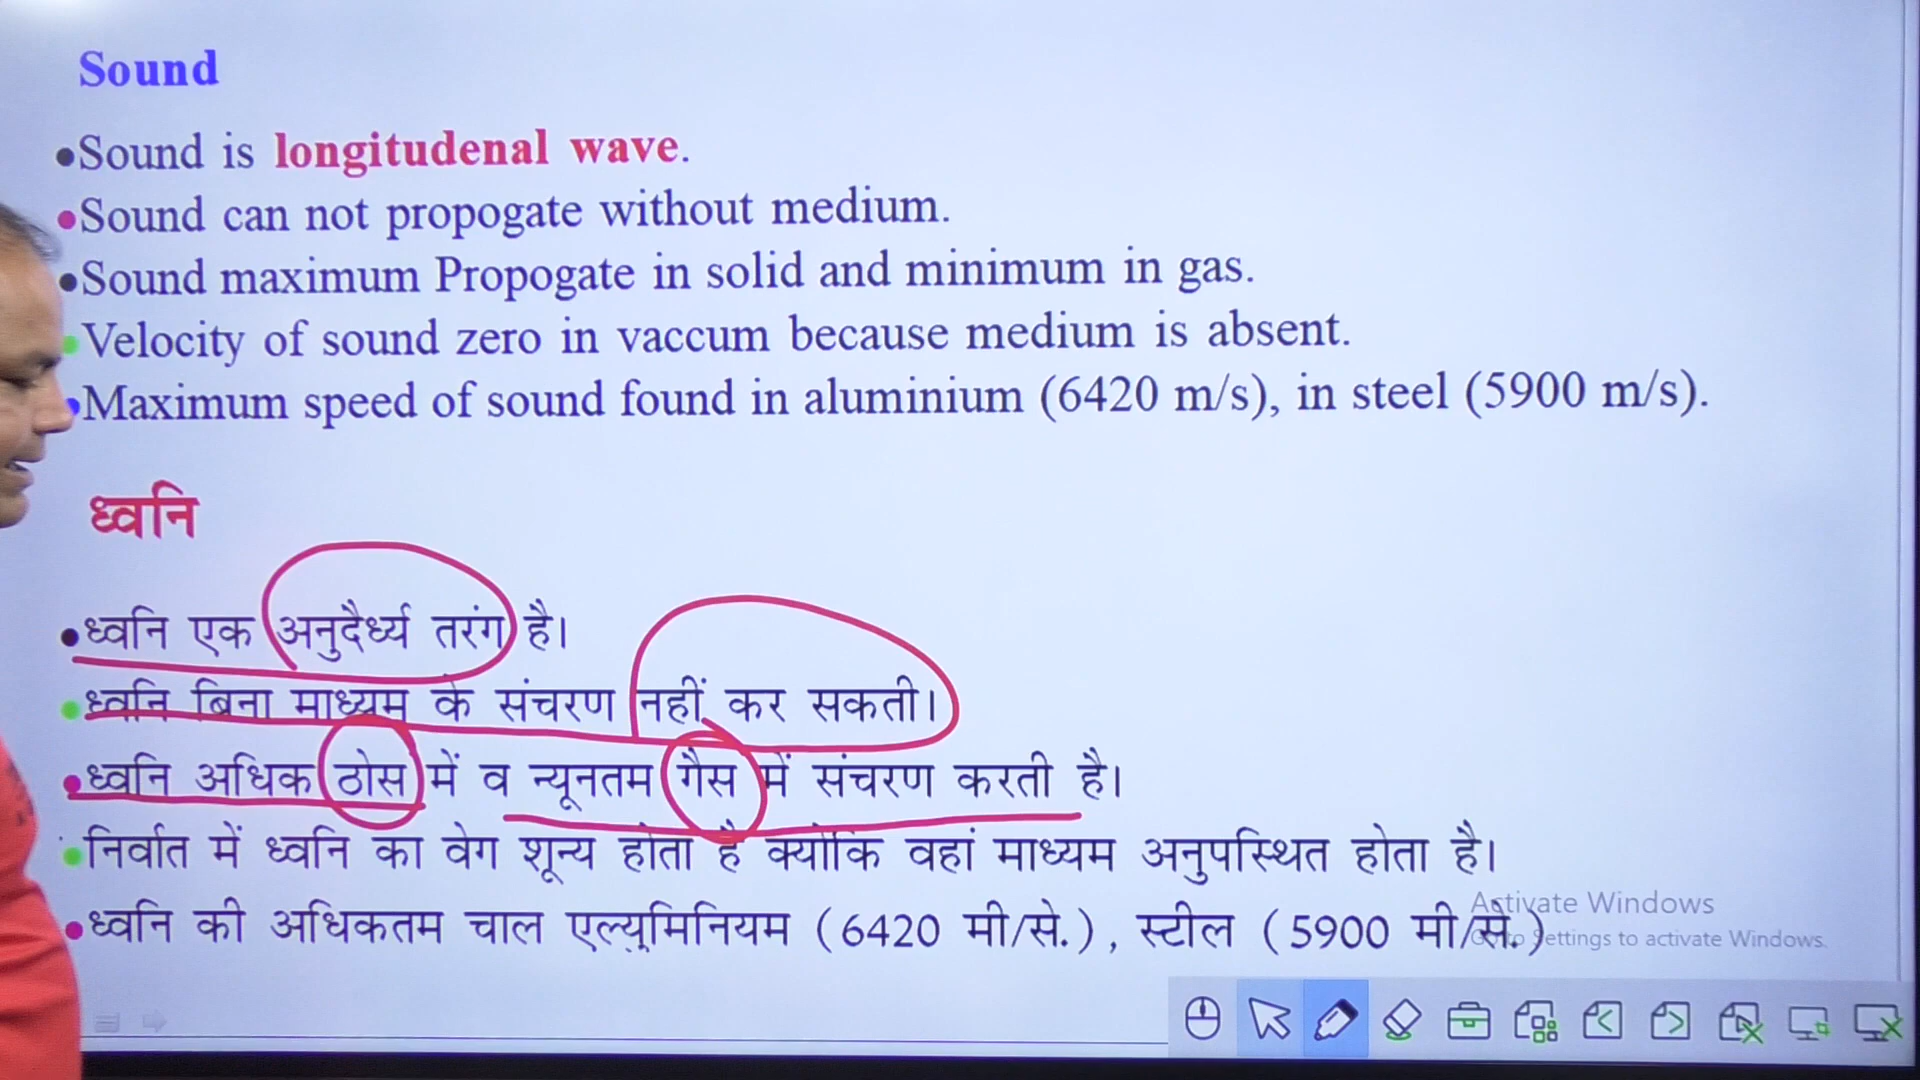 Sound
•Sound is longitudenal wave.
•Sound can not propogate without medium.
•Sound maximum Propogate in solid and minimum in gas.
•Velocity of sound zero in vaccum because medium is absent.
•Maximum speed of sound found in aluminium (6420 m/s), in steel (5900 m/s).
ध्वनि
•ध्वनि एक अनुदैर्ध्य तरंग है।
•ध्वनि बिना माध्यम के संचरण नहीं कर सकती।
•ध्वनि अधिक ठोस में व न्यूनतम गैस में संचरण करती है।
•निर्वात में ध्वनि का वेग शून्य होता है क्योंकि वहां माध्यम अनुपस्थित होता है।
•ध्वनि की अधिकतम चाल एल्युमिनियम (6420 मी/से.), स्टील (5900 मी/से.)
Activate Windows
Go to Settings to activate Windows.